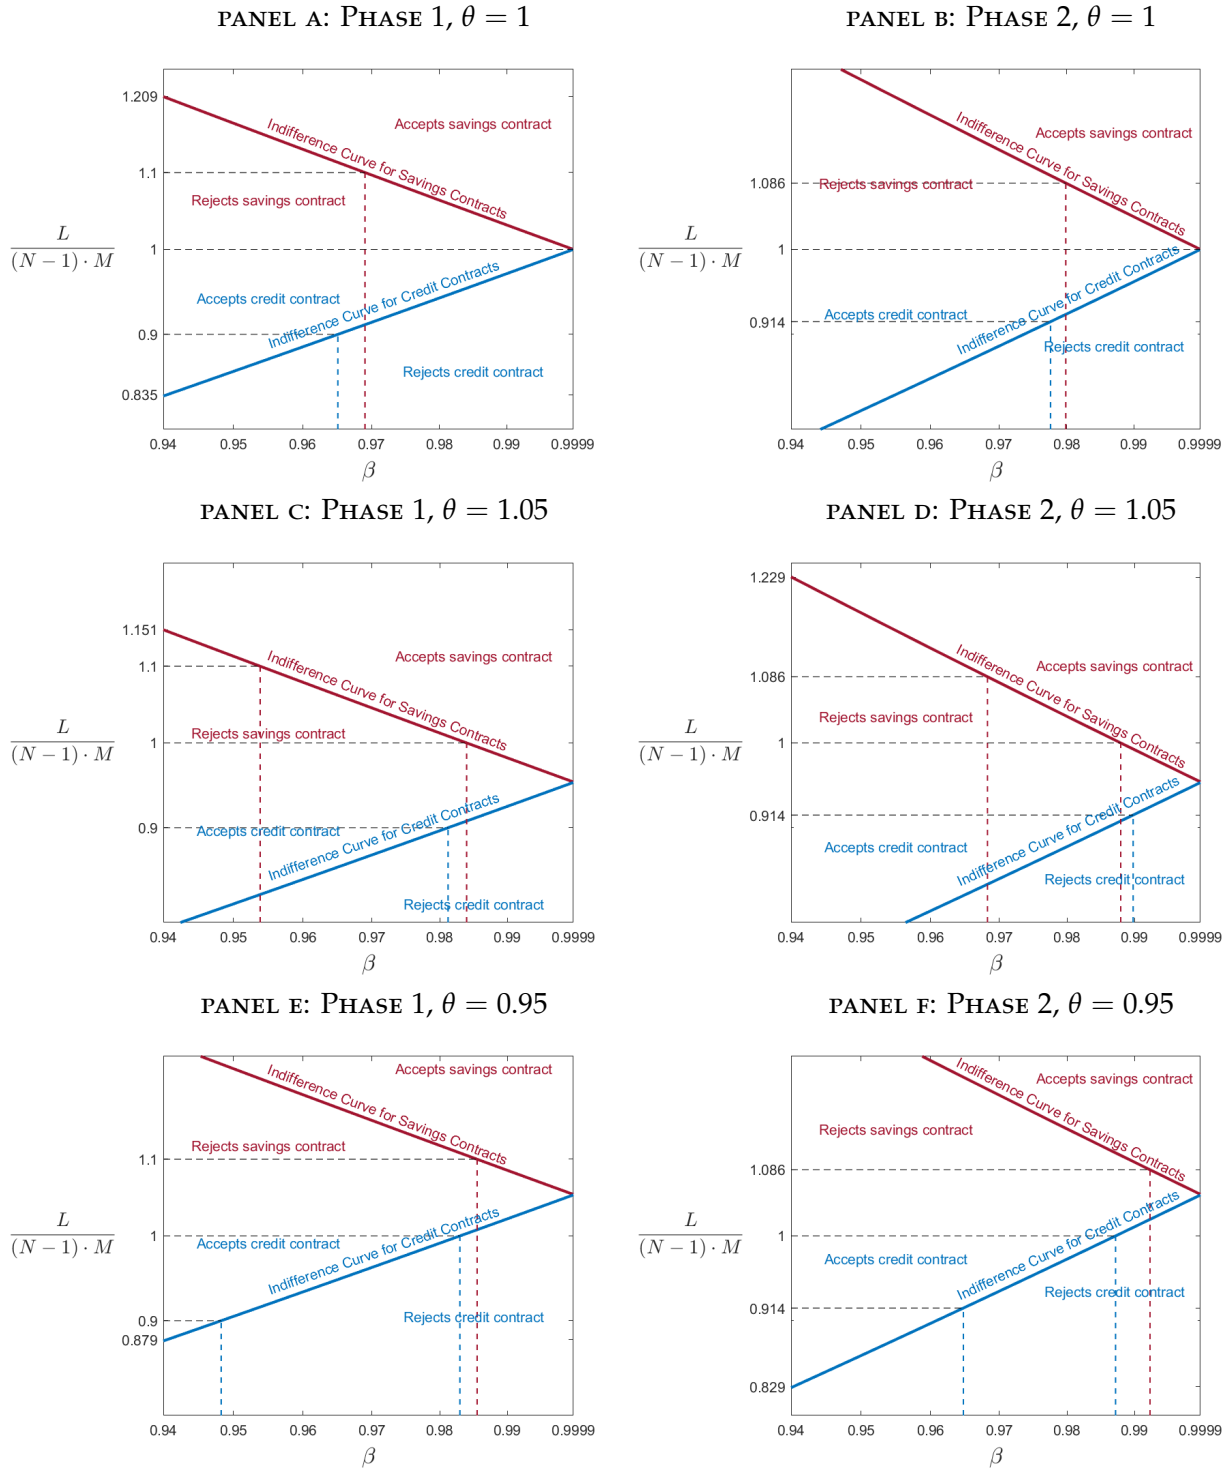 PANEL A: PHASE 1, θ = 1
1.209
Indifference Curve for Savings Contracts
Accepts savings contract
1.1
Rejects savings contract
L
(N − 1) · M
1
Accepts credit contract
Indifference Curve for Credit Contracts
0.9
Rejects credit contract
0.835
0.94 0.95 0.96 0.97 0.98 0.99 0.9999
β
PANEL B: PHASE 2, θ = 1
Indifference Curve for Savings Contracts
Accepts savings contract
1.086
Rejects savings contract
L
(N − 1) · M
1
Indifference Curve for Credit Contracts
Accepts credit contract
0.914
Rejects credit contract
0.94 0.95 0.96 0.97 0.98 0.99 0.9999
β
PANEL C: PHASE 1, θ = 1.05
1.151
Indifference Curve for Savings Contracts
Accepts savings contract
1.1
Rejects savings contract
L
(N − 1) · M
1
Indifference Curve for Credit Contracts
0.9
Accepts credit contract
Rejects credit contract
0.94 0.95 0.96 0.97 0.98 0.99 0.9999
β
PANEL D: PHASE 2, θ = 1.05
1.229
Indifference Curve for Savings Contracts
Accepts savings contract
1.086
Rejects savings contract
L
(N − 1) · M
1
Indifference Curve for Credit Contracts
0.914
Accepts credit contract
Rejects credit contract
0.94 0.95 0.96 0.97 0.98 0.99 0.9999
β
PANEL E: PHASE 1, θ = 0.95
Indifference Curve for Savings Contracts
Accepts savings contract
Rejects savings contract
1.1
L
(N − 1) · M
1
Accepts credit contract
Indifference Curve for Credit Contracts
0.9
Rejects credit contract
0.879
0.94 0.95 0.96 0.97 0.98 0.99 0.9999
β
PANEL F: PHASE 2, θ = 0.95
Indifference Curve for Savings Contracts
Accepts savings contract
Rejects savings contract
1.086
L
(N − 1) · M
1
Indifference Curve for Credit Contracts
Accepts credit contract
Rejects credit contract
0.914
0.829
0.94 0.95 0.96 0.97 0.98 0.99 0.9999
β